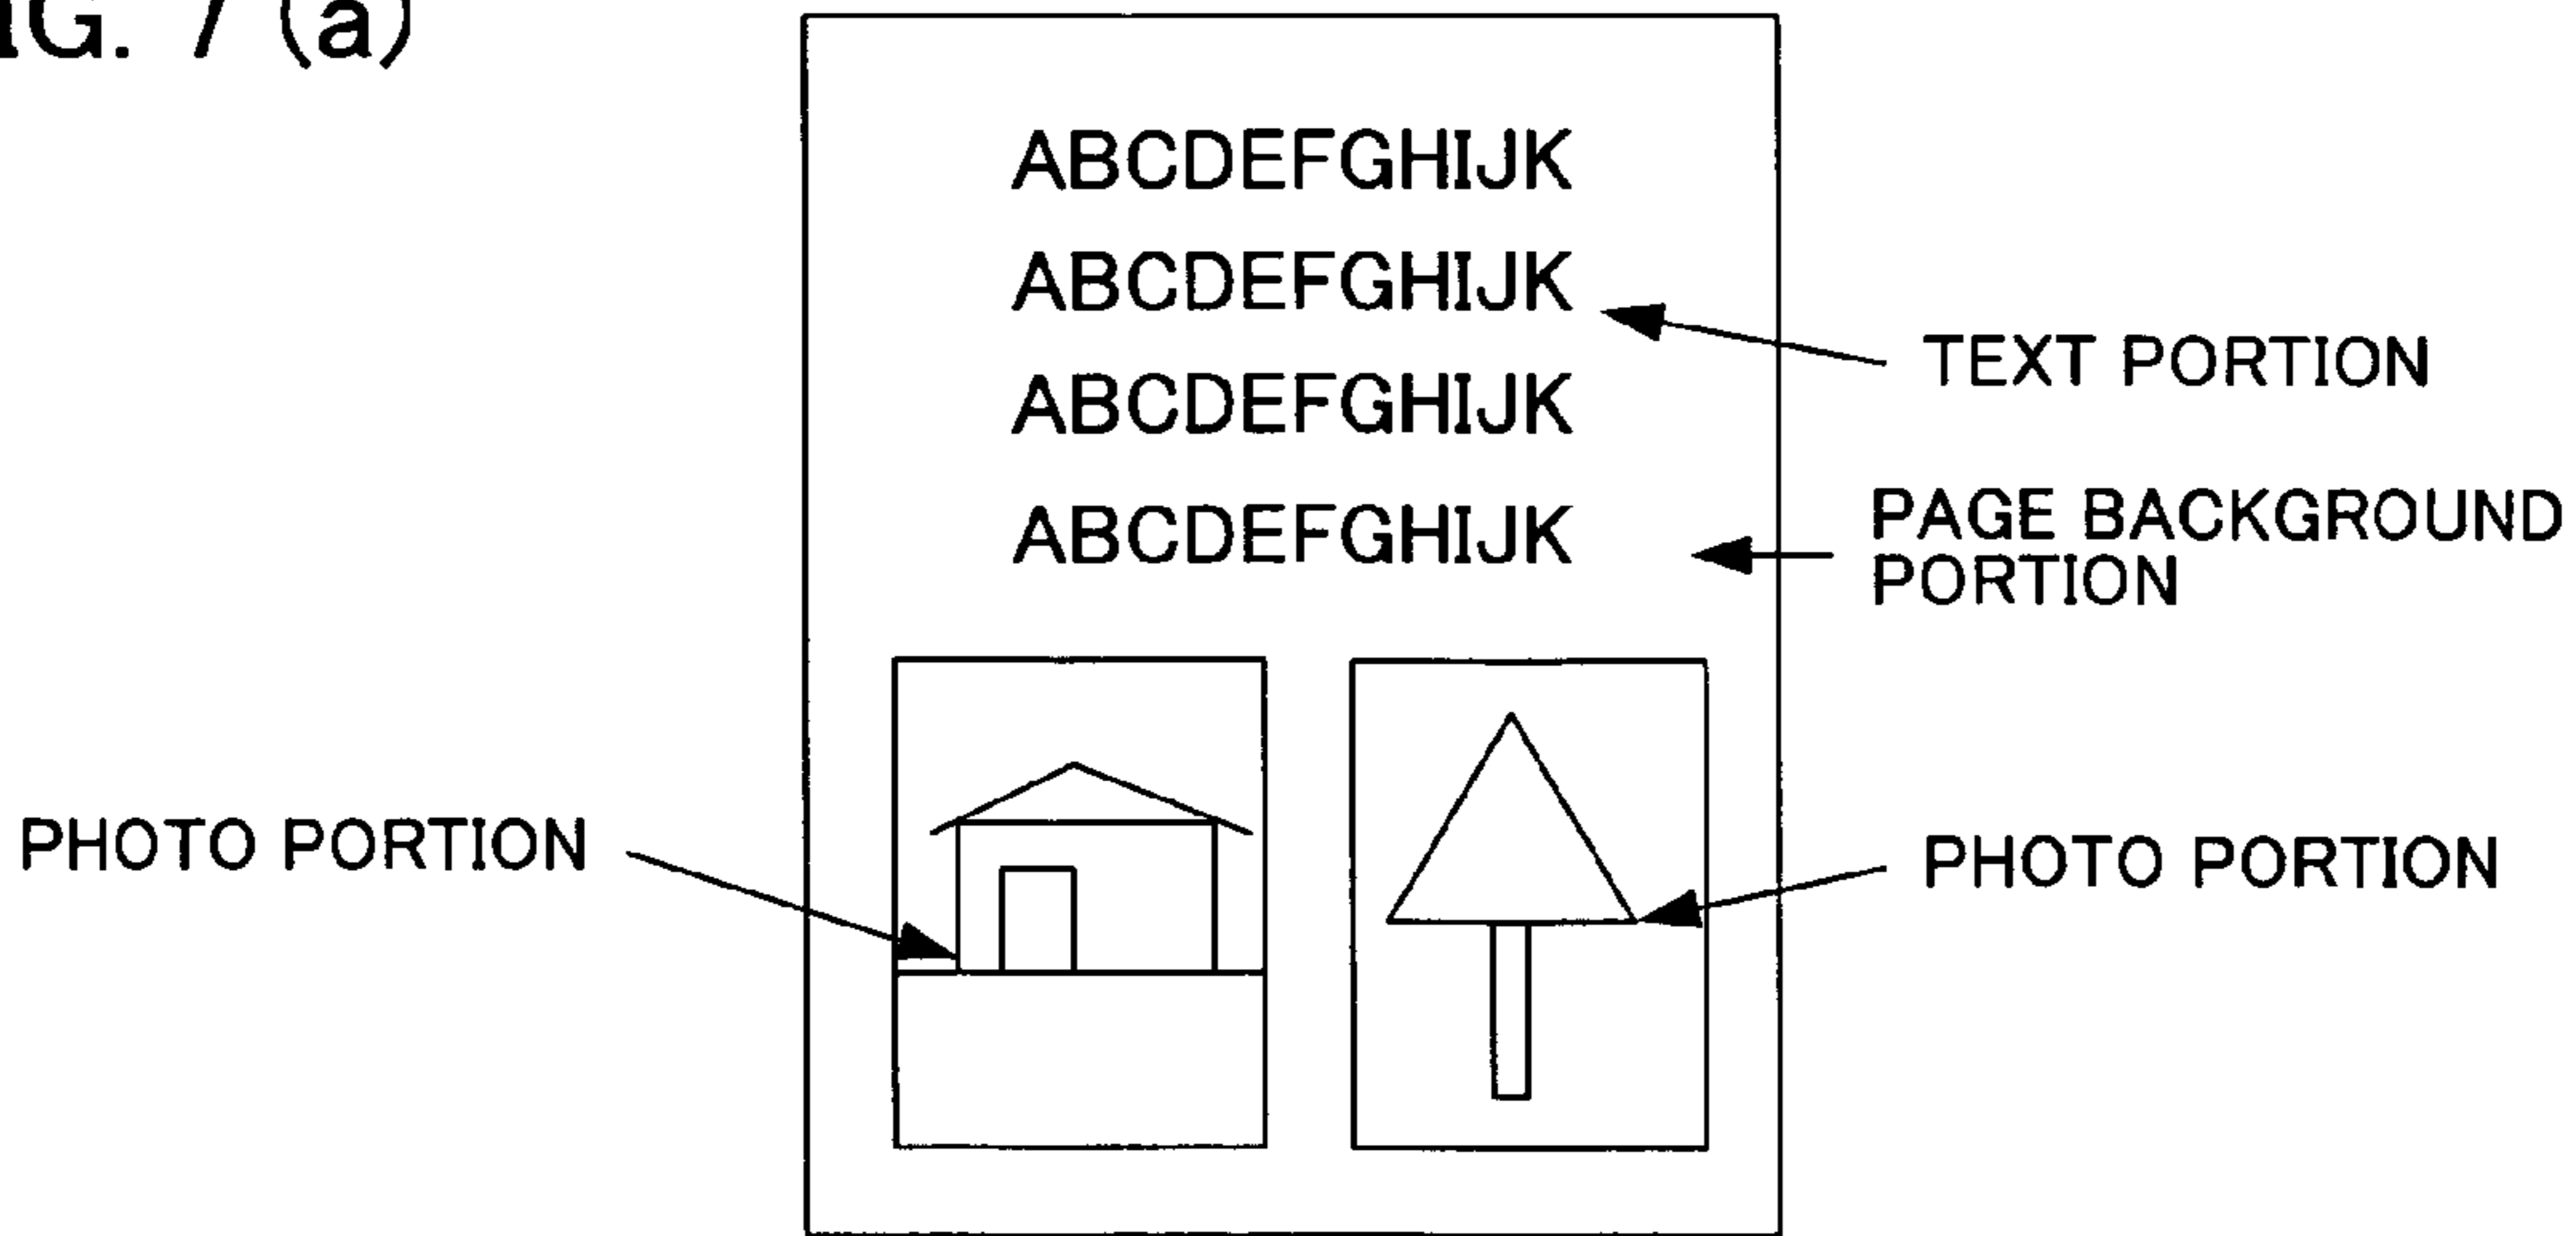 IG. 7 (a)
ABCDEFGHIJK
ABCDEFGHIJK
TEXT PORTION
ABCDEFGHIJK
ABCDEFGHIJK
PAGE BACKGROUND
PORTION
PHOTO PORTION
PHOTO PORTION